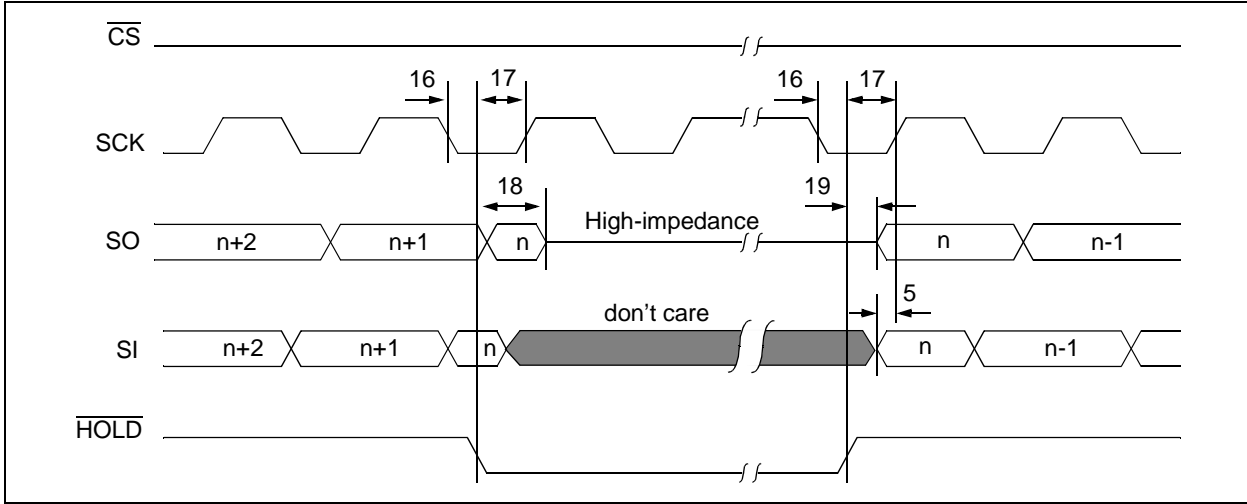 CS
16 17 16 17
SCK
18 19
High-impedance
SO n+2 n+1 n n n-1
5
don't care
SI n+2 n+1 n n n-1
HOLD